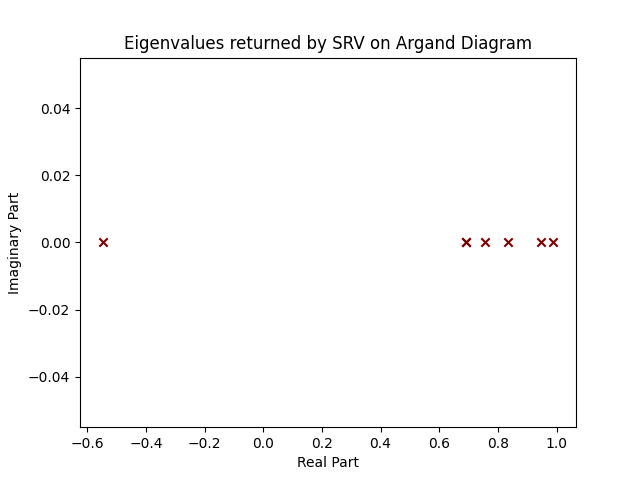 Eigenvalues returned by SRV on Argand Diagram
0.04
0.02
0.00
−0.02
−0.04
Imaginary Part
−0.6 −0.4 −0.2 0.0 0.2 0.4 0.6 0.8 1.0
Real Part